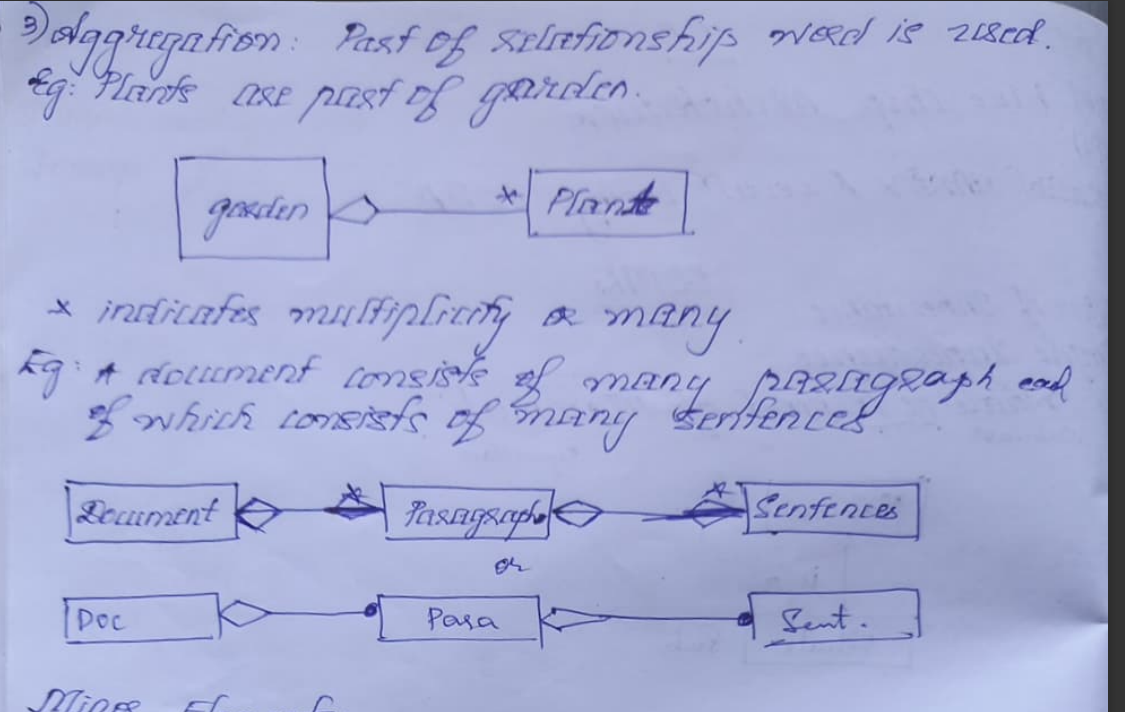 3) Aggregation: Part of relationship word is used.
Eg: Plants are part of garden.
garden * Plant
* indicates multiplicity or many
Eg: A document consists of many paragraph each
of which consists of many sentences.
Document * Paragraph * Sentences
or
Doc Para Sent.